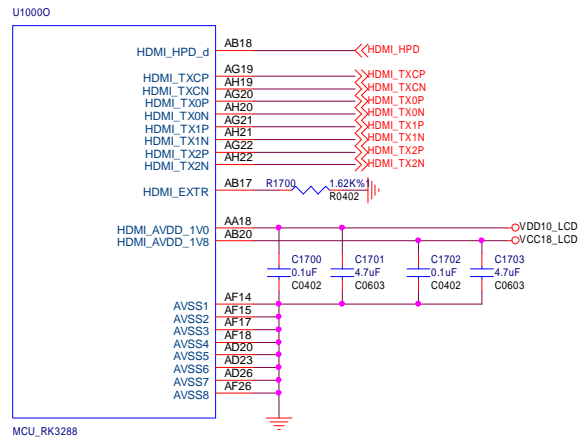 U1000O
HDMI_HPD_d AB18 HDMI_HPD
HDMI_TXCP AG19 HDMI_TXCP
HDMI_TXCN AH19 HDMI_TXCN
HDMI_TX0P AG20 HDMI_TX0P
HDMI_TX0N AH20 HDMI_TX0N
HDMI_TX1P AG21 HDMI_TX1P
HDMI_TX1N AH21 HDMI_TX1N
HDMI_TX2P AG22 HDMI_TX2P
HDMI_TX2N AH22 HDMI_TX2N
HDMI_EXTR AB17 R1700 1.62K%1
R0402
HDMI_AVDD_1V0 AA18 VDD10_LCD
HDMI_AVDD_1V8 AB20 VCC18_LCD
C1700 C1701 C1702 C1703
0.1uF 4.7uF 0.1uF 4.7uF
C0402 C0603 C0402 C0603
AVSS1 AF14
AVSS2 AF15
AVSS3 AF17
AVSS4 AF18
AVSS5 AD20
AVSS6 AD23
AVSS7 AD26
AVSS8 AF26
MCU_RK3288